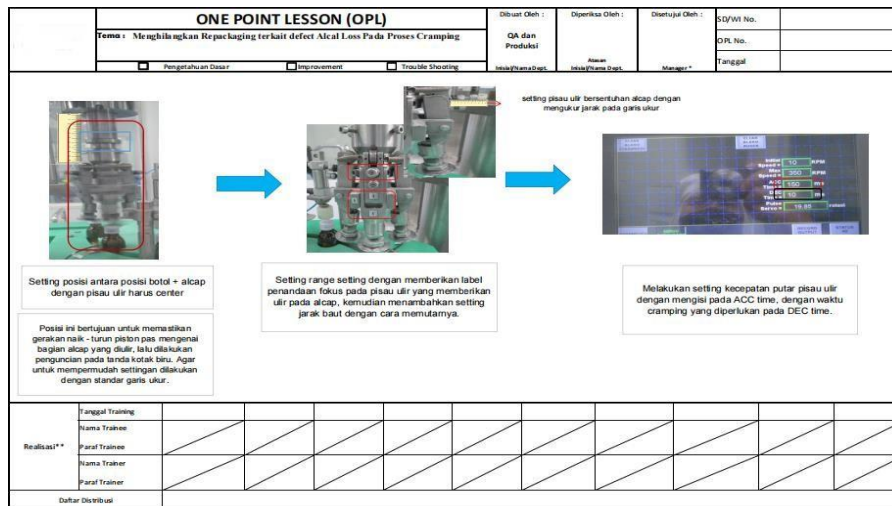 ONE POINT LESSON (OPL)
Tema : Menghilangkan Repackaging terkait defect Alcal Loss Pada Proses Cramping
Pengetahuan Dasar
Improvement
Trouble Shooting
Dibuat Oleh :
QA dan
Produksi
Inisial/Nama Dept.
Diperiksa Oleh :
Atasan
Inisial/Nama Dept.
Disetujui Oleh :
Manager *
SD/WI No.
OPL No.
Tanggal
setting pisau ulir bersentuhan alcap dengan
mengukur jarak pada garis ukur
Speed =
10
RPM
Max
Speed =
350
RPM
ACC
Time =
150
ms
Time =
10
ms
Pulse
Servo =
Setting posisi antara posisi botol + alcap
dengan pisau ulir harus center
Posisi ini bertujuan untuk memastikan
gerakan naik - turun piston pas mengenai
bagian alcap yang diulir, lalu dilakukan
penguncian pada tanda kotak biru. Agar
untuk mempermudah settingan dilakukan
dengan standar garis ukur.
Setting range setting dengan memberikan label
penandaan fokus pada pisau ulir yang memberikan
ulir pada alcap, kemudian menambahkan setting
jarak baut dengan cara memutarnya.
Melakukan setting kecepatan putar pisau ulir
dengan mengisi pada ACC time, dengan waktu
cramping yang diperlukan pada DEC time.
Realisasi**
Tanggal Training
Nama Trainee
Paraf Trainee
Nama Trainer
Paraf Trainer
Daftar Distribusi